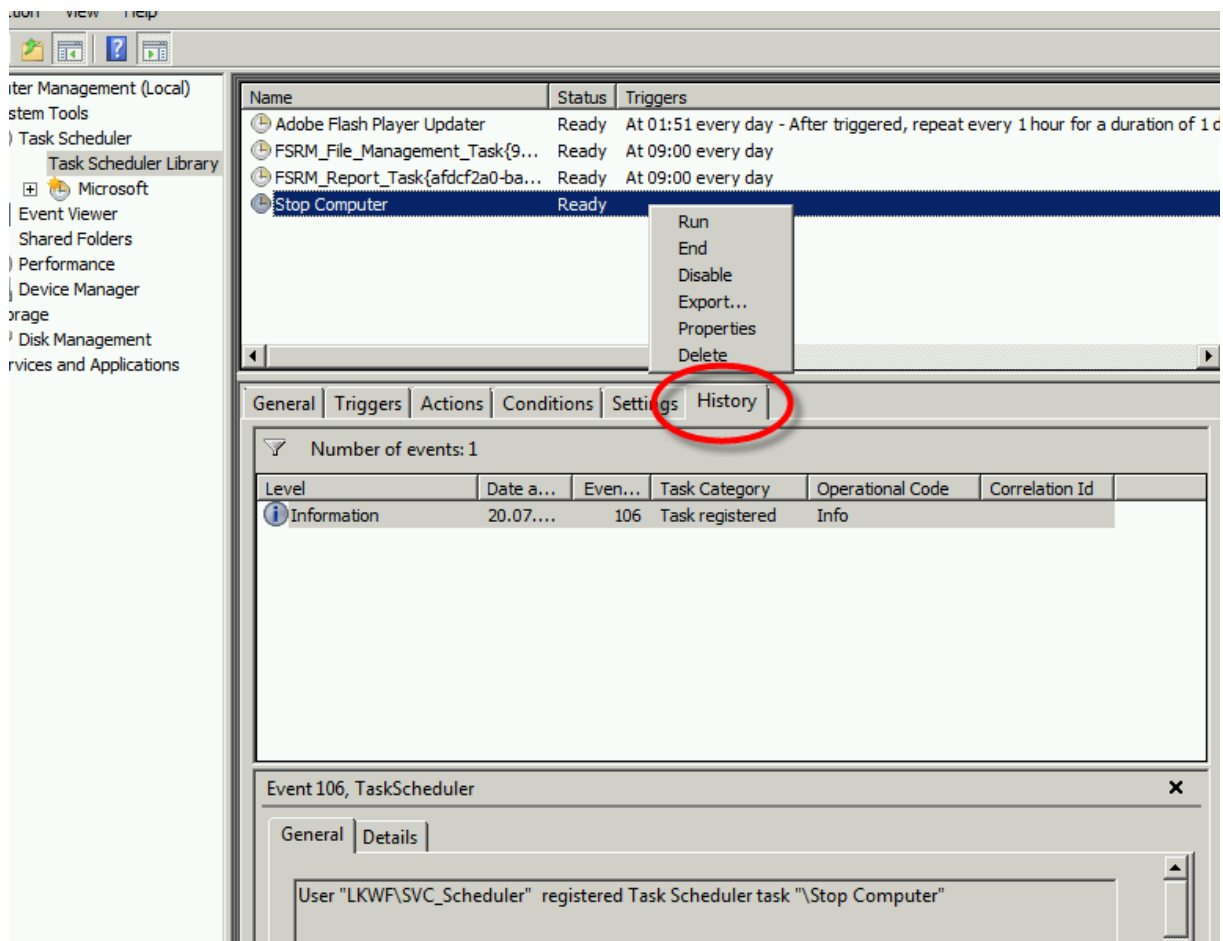 View Help
Computer Management (Local)
System Tools
Task Scheduler
Task Scheduler Library
Microsoft
Event Viewer
Shared Folders
Performance
Device Manager
Storage
Disk Management
Services and Applications
Name Status Triggers
Adobe Flash Player Updater Ready At 01:51 every day - After triggered, repeat every 1 hour for a duration of 1 d
FSRM_File_Management_Task{9... Ready At 09:00 every day
FSRM_Report_Task{afdcf2a0-ba... Ready At 09:00 every day
Stop Computer Ready
Run
End
Disable
Export...
Properties
Delete
General Triggers Actions Conditions Settings History
Number of events: 1
Level Date a... Even... Task Category Operational Code Correlation Id
Information 20.07.... 106 Task registered Info
Event 106, TaskScheduler
General Details
User "LKWF\SVC_Scheduler" registered Task Scheduler task "\Stop Computer"